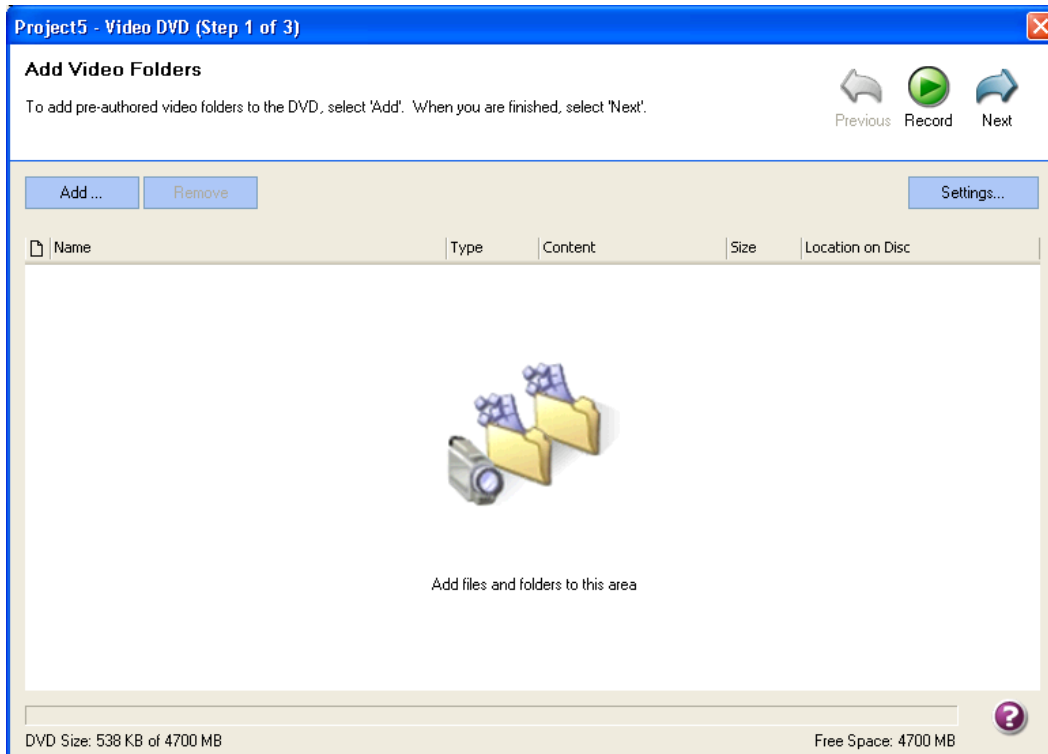 Project5 - Video DVD (Step 1 of 3)
Add Video Folders
To add pre-authored video folders to the DVD, select 'Add'. When you are finished, select 'Next'.
Previous Record Next
Add ... Remove Settings...
Name Type Content Size Location on Disc
Add files and folders to this area
DVD Size: 538 KB of 4700 MB Free Space: 4700 MB